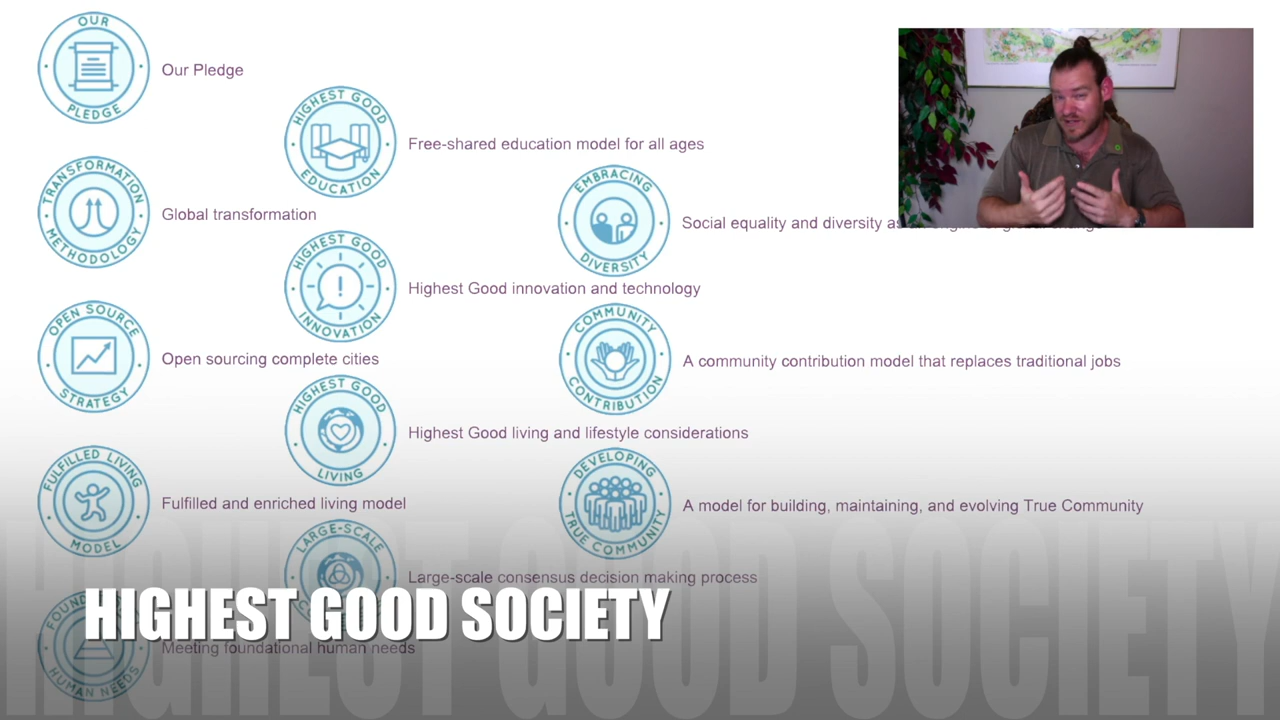 OUR
PLEDGE
Our Pledge
HIGHEST GOOD
EDUCATION
Free-shared education model for all ages
TRANSFORMATION
METHODOLOGY
Global transformation
EMBRACING
DIVERSITY
Social equality and diversity as
HIGHEST GOOD
INNOVATION
Highest Good innovation and technology
OPEN SOURCE
STRATEGY
Open sourcing complete cities
COMMUNITY
CONTRIBUTION
A community contribution model that replaces traditional jobs
HIGHEST GOOD
LIVING
Highest Good living and lifestyle considerations
FULFILLED LIVING
MODEL
Fulfilled and enriched living model
DEVELOPING
TRUE COMMUNITY
A model for building, maintaining, and evolving True Community
LARGE-SCALE
Large-scale consensus decision making process
HIGHEST GOOD SOCIETY
HUMAN NEEDS
Meeting foundational human needs
HIGHEST GOOD SOCIETY